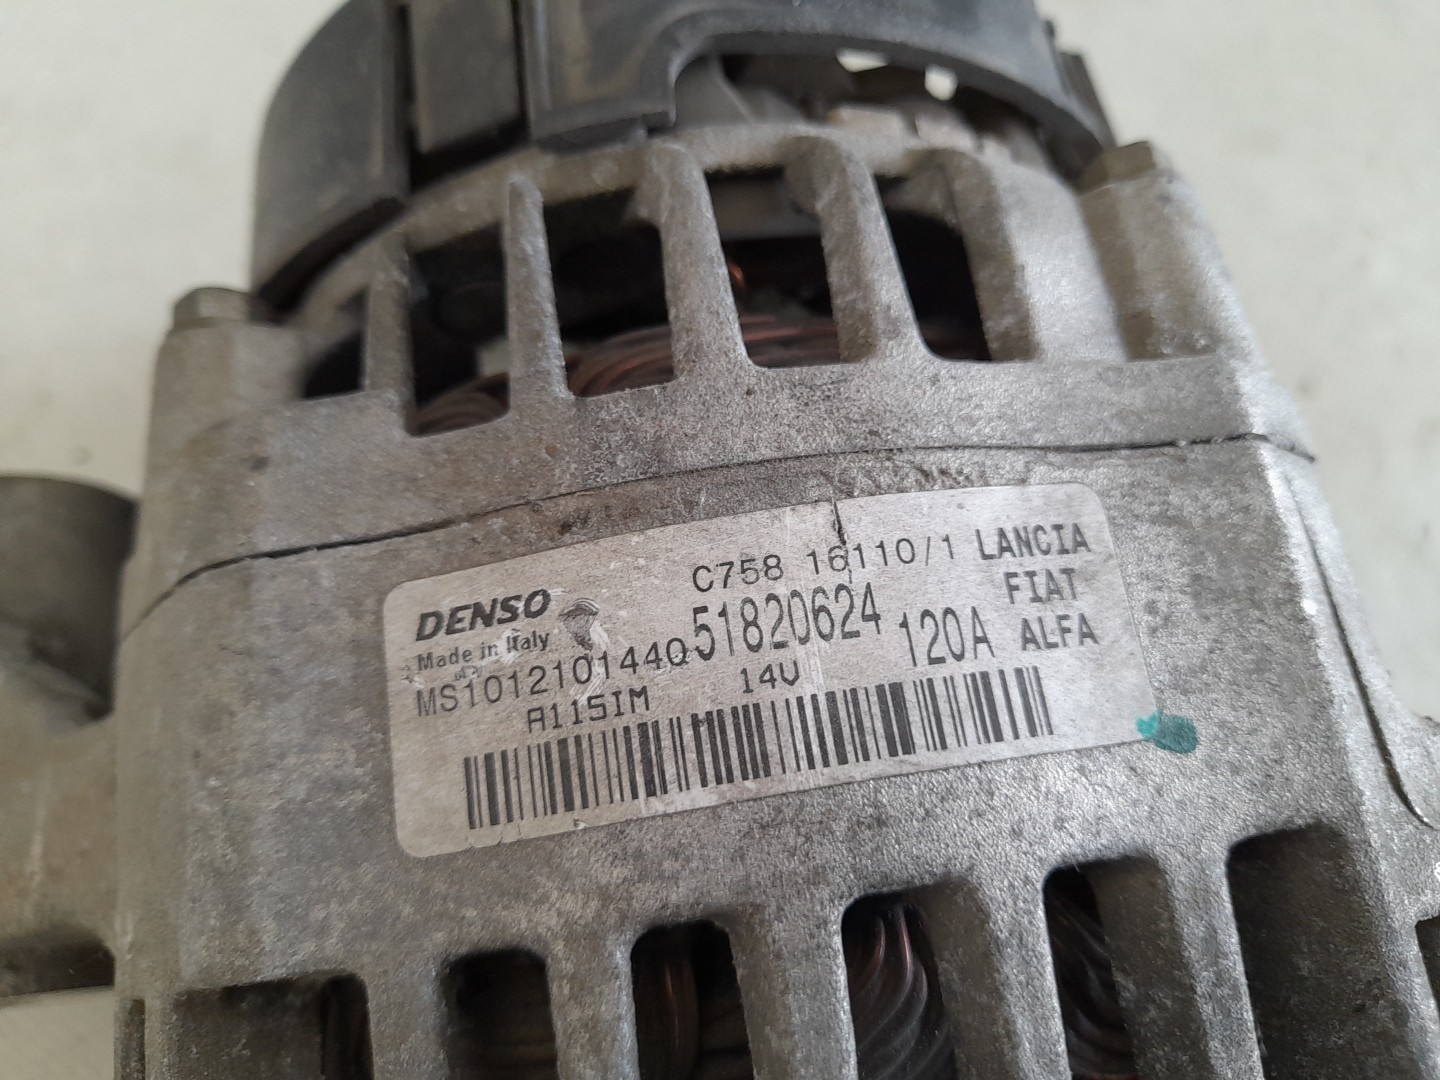 DENSO
Made in Italy
C758 16110/1 LANCIA
51820624 FIAT
MS1012101440 120A ALFA
A115IM 14V